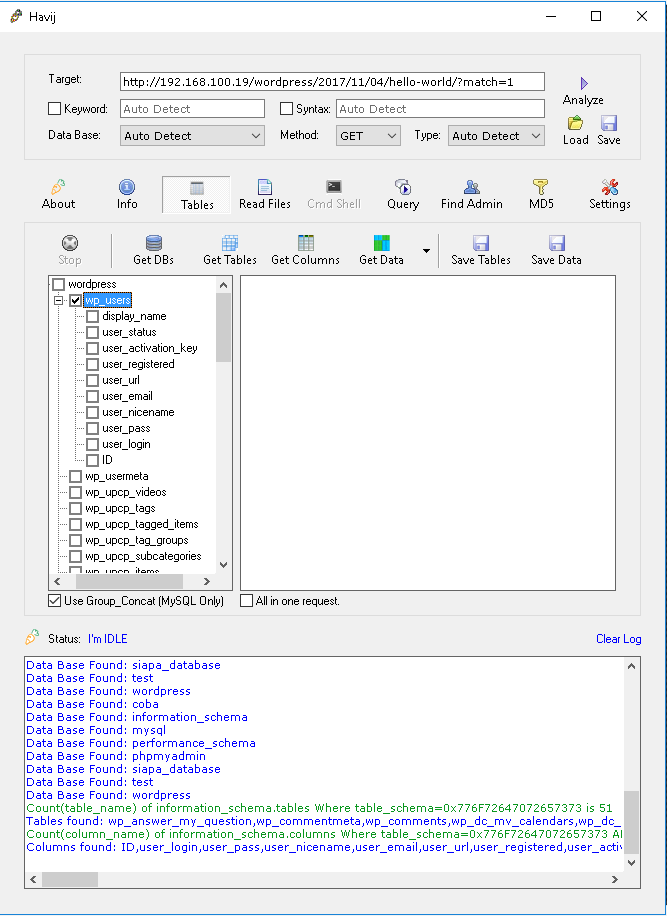 Havij
Target: http://192.168.100.19/wordpress/2017/11/04/hello-world/?match=1
Analyze
Keyword: Auto Detect Syntax: Auto Detect
Data Base: Auto Detect Method: GET Type: Auto Detect Load Save
About Info Tables Read Files Cmd Shell Query Find Admin MD5 Settings
Stop Get DBs Get Tables Get Columns Get Data Save Tables Save Data
wordpress
wp_users
display_name
user_status
user_activation_key
user_registered
user_url
user_email
user_nicename
user_pass
user_login
ID
wp_usermeta
wp_upcp_videos
wp_upcp_tags
wp_upcp_tagged_items
wp_upcp_tag_groups
wp_upcp_subcategories
wp_upcp_items
Use Group_Concat (MySQL Only) All in one request.
Status: I'm IDLE Clear Log
Data Base Found: siapa_database
Data Base Found: test
Data Base Found: wordpress
Data Base Found: coba
Data Base Found: information_schema
Data Base Found: mysql
Data Base Found: performance_schema
Data Base Found: phpmyadmin
Data Base Found: siapa_database
Data Base Found: test
Data Base Found: wordpress
Count(table_name) of information_schema.tables Where table_schema=0x776F726470726573​73 is 51
Tables found: wp_answer_my_question,wp_commentmeta,wp_comments,wp_dc_mv_calendars,wp_dc_
Count(column_name) of information_schema.columns Where table_schema=0x776F72647072657373 A
Columns found: ID,user_login,user_pass,user_nicename,user_email,user_url,user_registered,user_activ